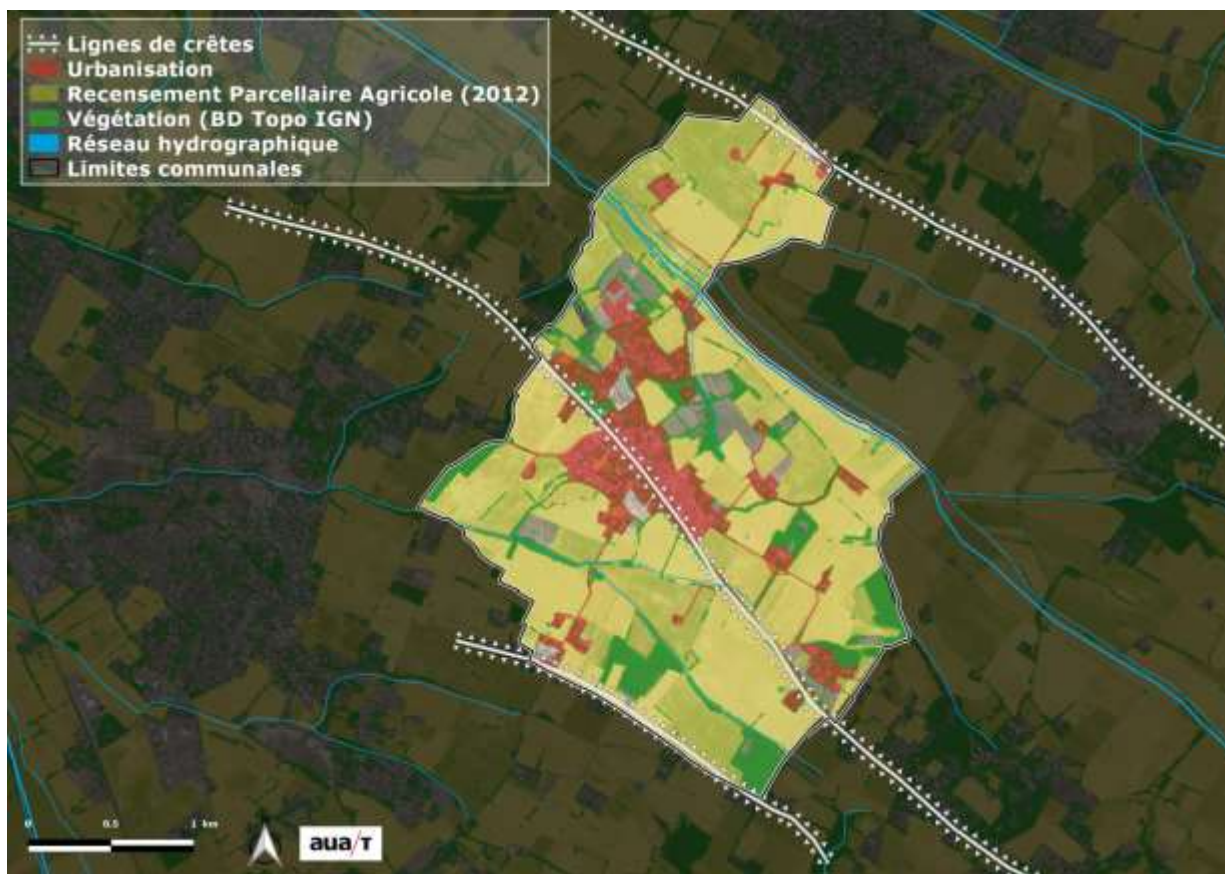 Lignes de crêtes
Urbanisation
Recensement Parcellaire Agricole (2012)
Végétation (BD Topo IGN)
Réseau hydrographique
Limites communales
0 0.5 1 km
aua/T